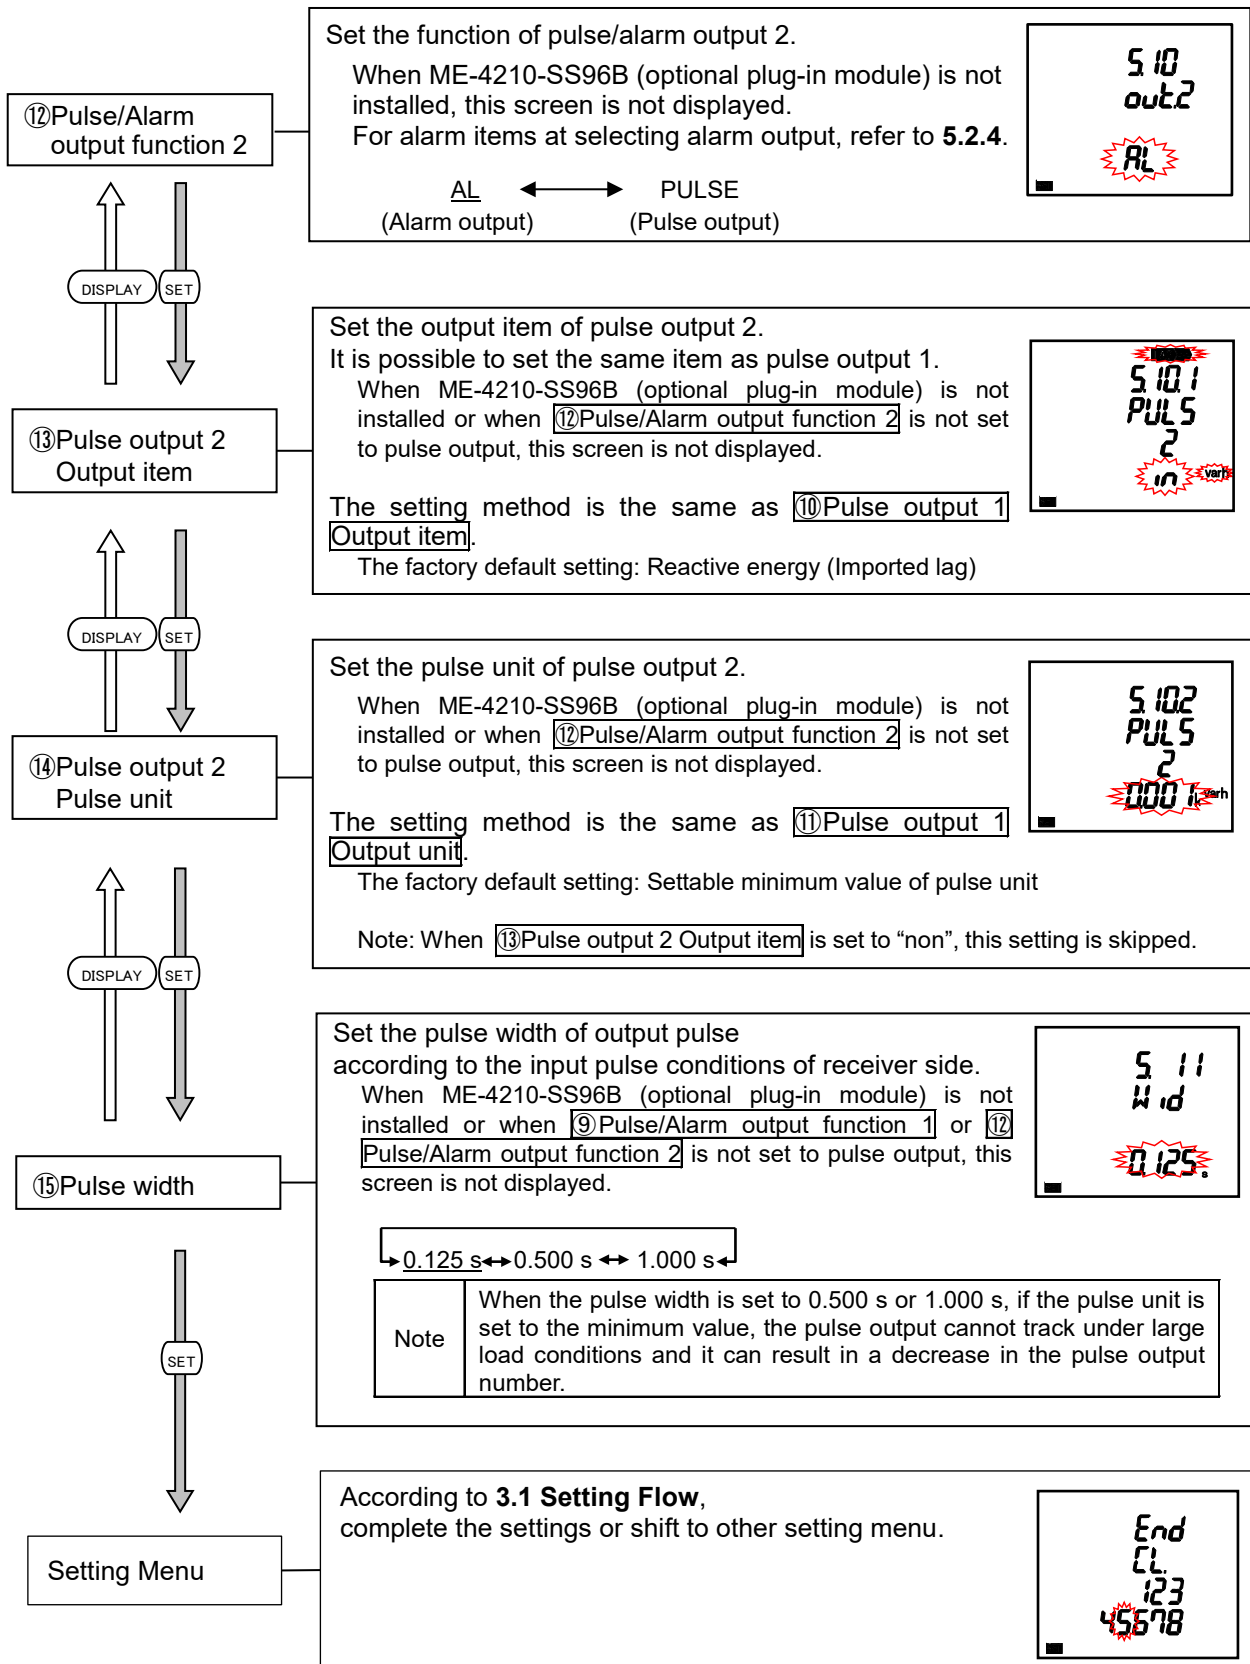 ⑫Pulse/Alarm
output function 2
Set the function of pulse/alarm output 2.
When ME-4210-SS96B (optional plug-in module) is not
installed, this screen is not displayed.
For alarm items at selecting alarm output, refer to 5.2.4.
AL PULSE
(Alarm output) (Pulse output)
5.10
out.2
AL
DISPLAY SET
⑬Pulse output 2
Output item
Set the output item of pulse output 2.
It is possible to set the same item as pulse output 1.
When ME-4210-SS96B (optional plug-in module) is not
installed or when ⑫Pulse/Alarm output function 2 is not set
to pulse output, this screen is not displayed.
The setting method is the same as ⑩Pulse output 1
Output item.
The factory default setting: Reactive energy (Imported lag)
5.10.1
PULS
2
in varh
DISPLAY SET
⑭Pulse output 2
Pulse unit
Set the pulse unit of pulse output 2.
When ME-4210-SS96B (optional plug-in module) is not
installed or when ⑫Pulse/Alarm output function 2 is not set
to pulse output, this screen is not displayed.
The setting method is the same as ⑪Pulse output 1
Output unit.
The factory default setting: Settable minimum value of pulse unit
Note: When ⑬Pulse output 2 Output item is set to “non”, this setting is skipped.
5.10.2
PULS
2
0.001 k varh
DISPLAY SET
⑮Pulse width
Set the pulse width of output pulse
according to the input pulse conditions of receiver side.
When ME-4210-SS96B (optional plug-in module) is not
installed or when ⑨Pulse/Alarm output function 1 or ⑫
Pulse/Alarm output function 2 is not set to pulse output, this
screen is not displayed.
0.125 s 0.500 s 1.000 s
Note
When the pulse width is set to 0.500 s or 1.000 s, if the pulse unit is
set to the minimum value, the pulse output cannot track under large
load conditions and it can result in a decrease in the pulse output
number.
5. 11
Wid
0.125 s
SET
Setting Menu
According to 3.1 Setting Flow,
complete the settings or shift to other setting menu.
End
CL.
123
45678